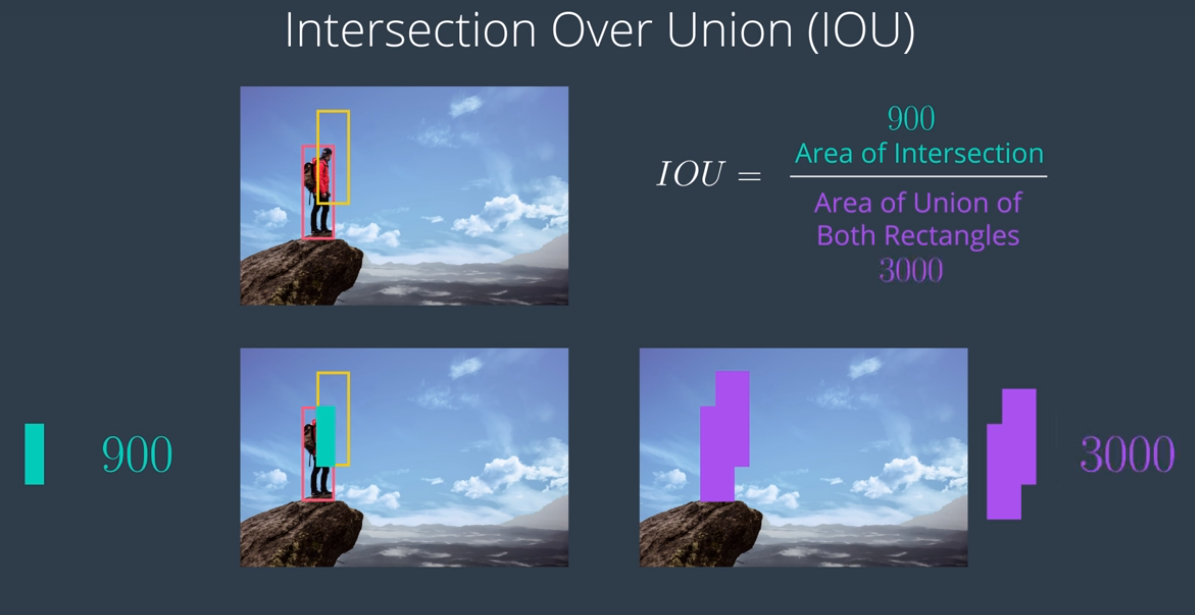 Intersection Over Union (IOU)
900
Area of Intersection
IOU =
Area of Union of
Both Rectangles
3000
900
3000